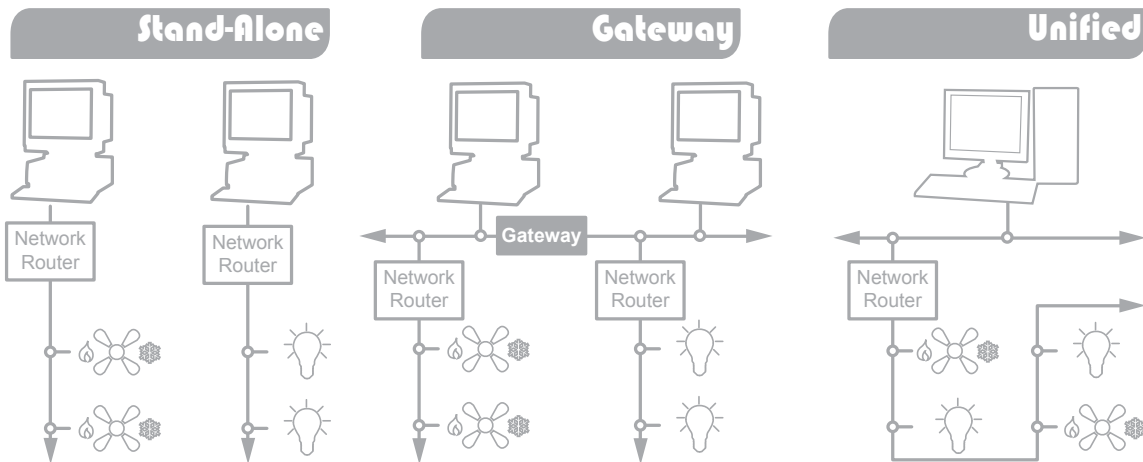 Stand-Alone
Gateway
Unified
Network
Router
Network
Router
Gateway
Network
Router
Network
Router
Network
Router